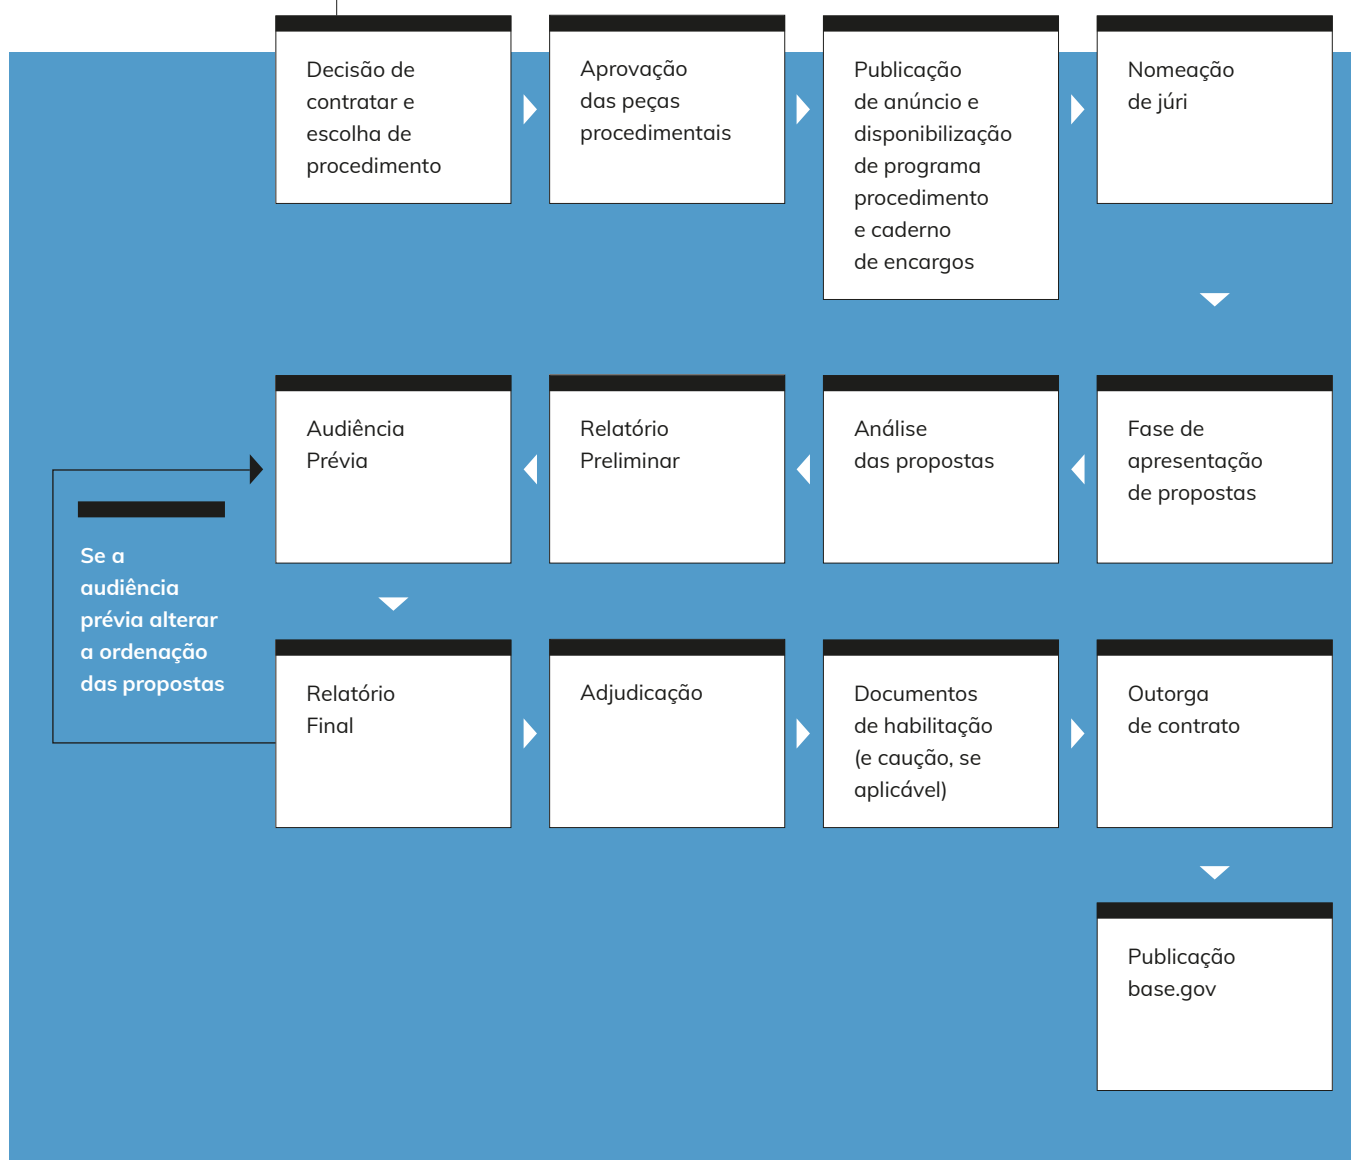 Decisão de
contratar e
escolha de
procedimento
Aprovação
das peças
procedimentais
Publicação
de anúncio e
disponibilização
de programa
procedimento
e caderno
de encargos
Nomeação
de júri
Fase de
apresentação
de propostas
Análise
das propostas
Relatório
Preliminar
Audiência
Prévia
Se a
audiência
prévia alterar
a ordenação
das propostas
Relatório
Final
Adjudicação
Documentos
de habilitação
(e caução, se
aplicável)
Outorga
de contrato
Publicação
base.gov